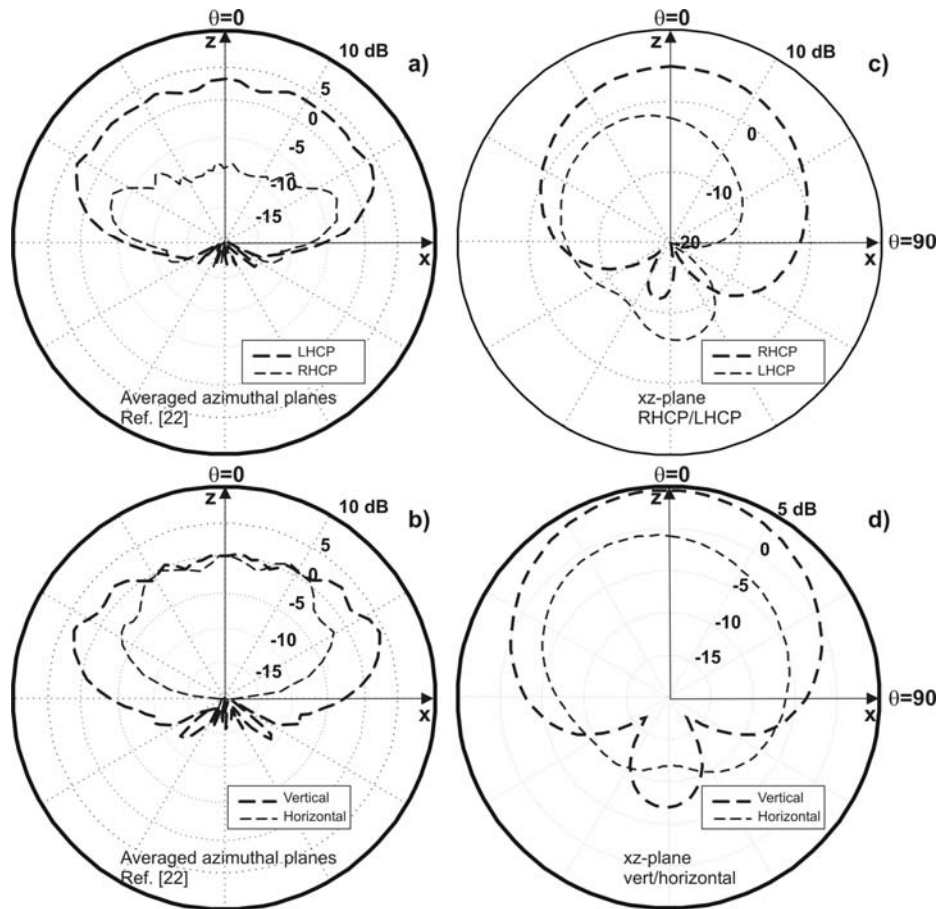 θ=0
z
10 dB
a)
5
0
-5
-10
-15
x
LHCP
RHCP
Averaged azimuthal planes
Ref. [22]
θ=0
z
10 dB
c)
0
-10
-20
θ=90
x
RHCP
LHCP
xz-plane
RHCP/LHCP
θ=0
z
10 dB
b)
5
0
-5
-10
-15
x
Vertical
Horizontal
Averaged azimuthal planes
Ref. [22]
θ=0
z
5 dB
d)
0
-5
-10
-15
θ=90
x
Vertical
Horizontal
xz-plane
vert/horizontal